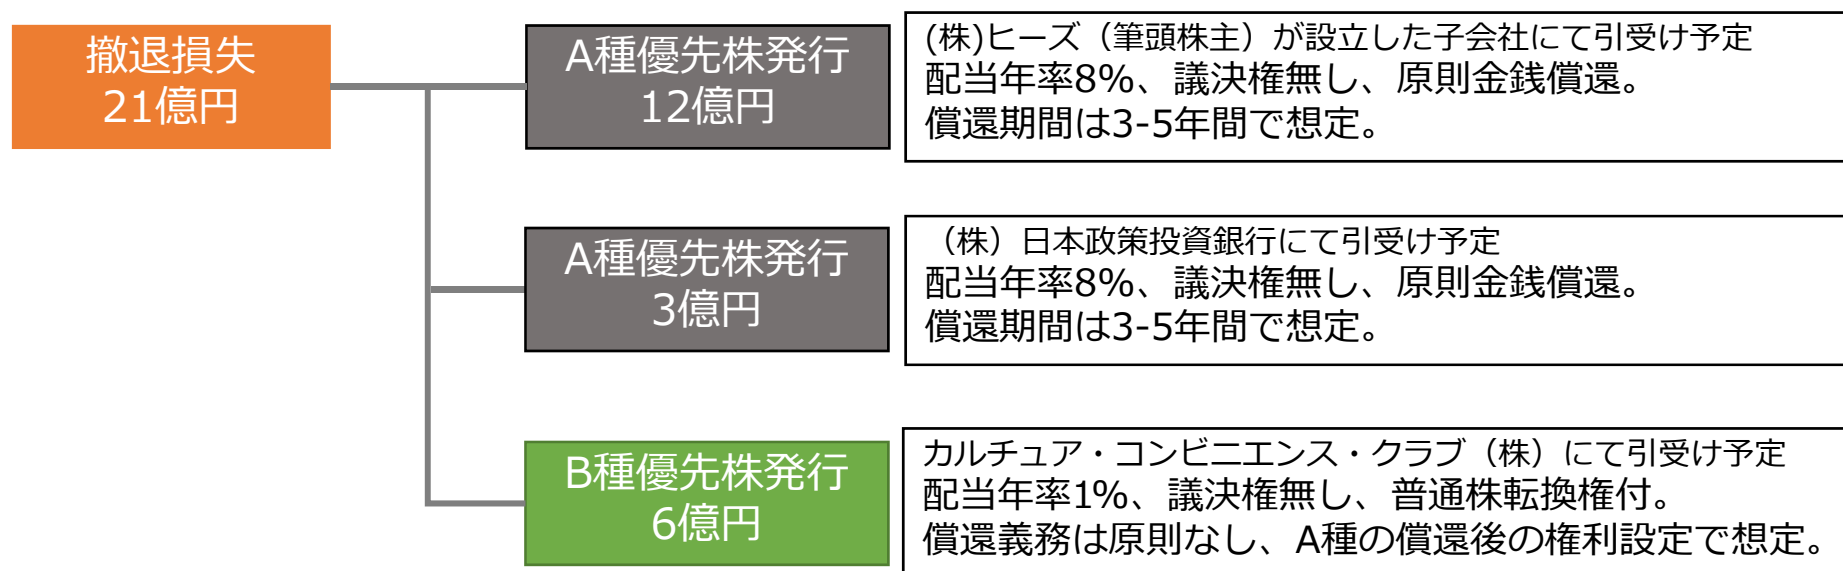 撤退損失
21億円
A種優先株発行
12億円
(株)ヒーズ（筆頭株主）が設立した子会社にて引受け予定
配当年率8%、議決権無し、原則金銭償還。
償還期間は3-5年間で想定。
A種優先株発行
3億円
（株）日本政策投資銀行にて引受け予定
配当年率8%、議決権無し、原則金銭償還。
償還期間は3-5年間で想定。
B種優先株発行
6億円
カルチュア・コンビニエンス・クラブ（株）にて引受け予定
配当年率1%、議決権無し、普通株転換権付。
償還義務は原則なし、A種の償還後の権利設定で想定。